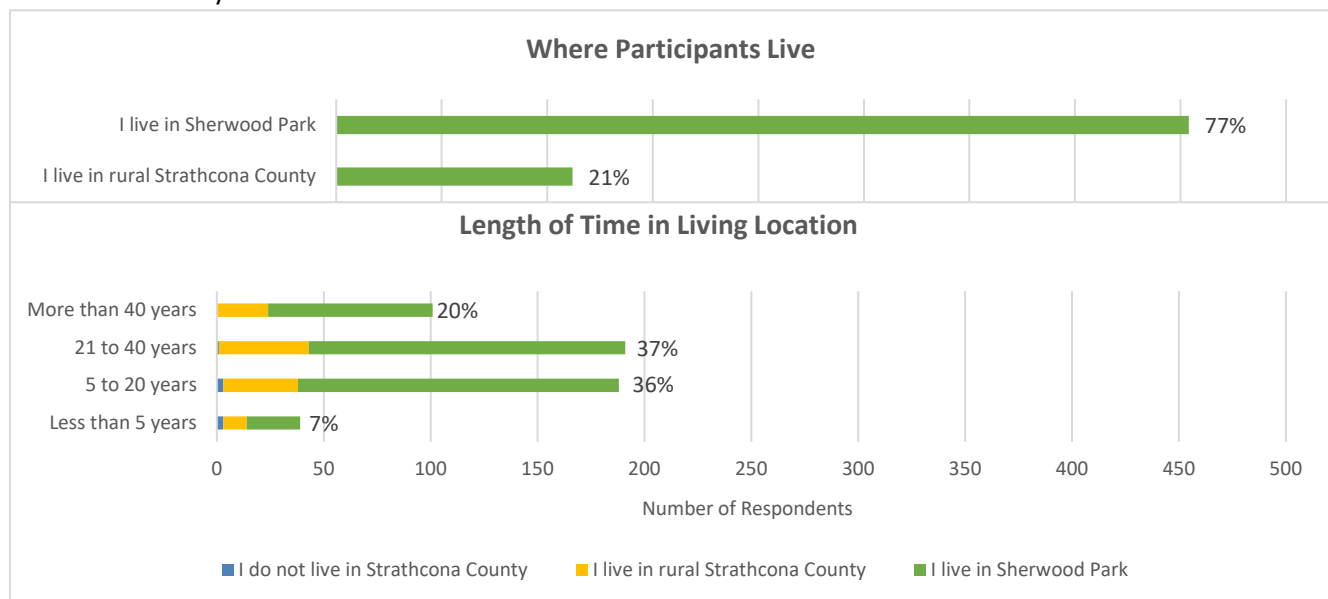 Where Participants Live
I live in Sherwood Park 77%
I live in rural Strathcona County 21%
Length of Time in Living Location
More than 40 years 20%
21 to 40 years 37%
5 to 20 years 36%
Less than 5 years 7%
0 50 100 150 200 250 300 350 400 450 500
Number of Respondents
I do not live in Strathcona County I live in rural Strathcona County I live in Sherwood Park